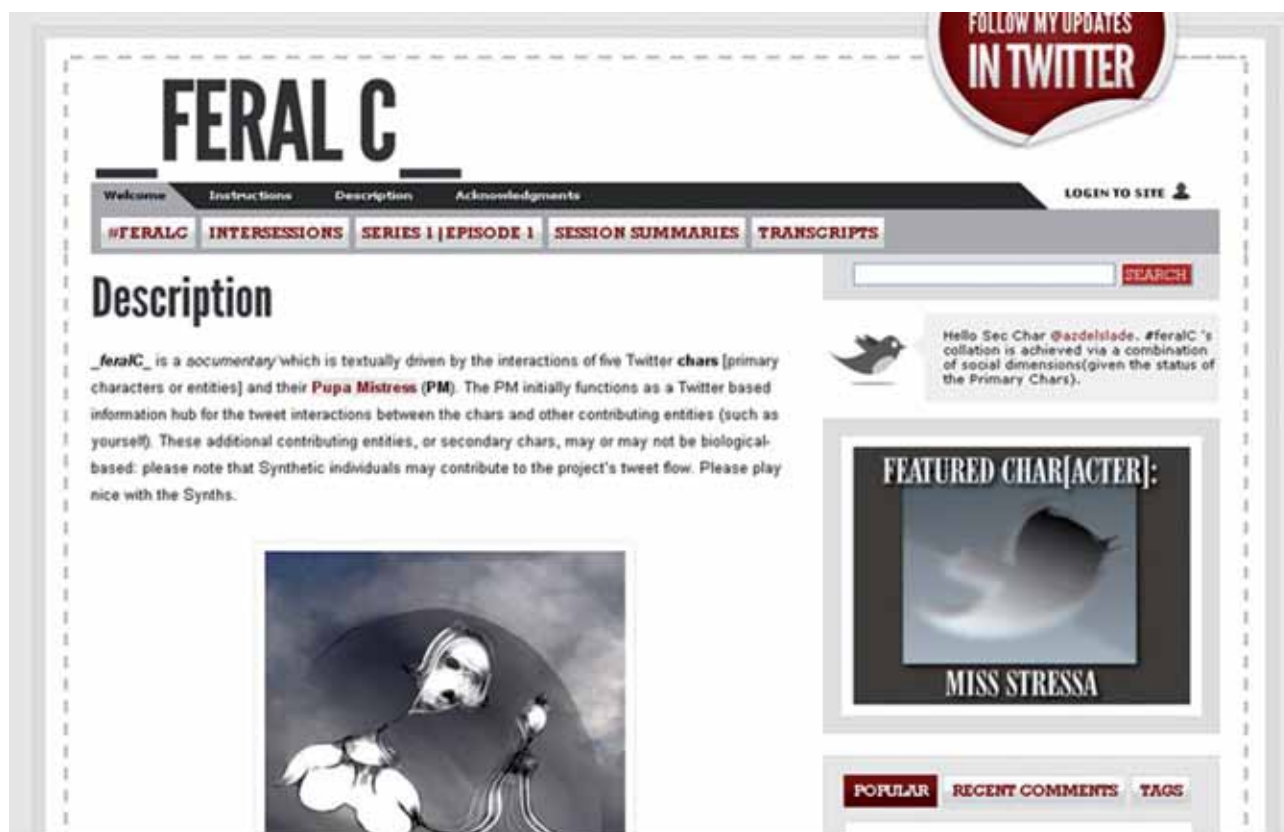 FOLLOW MY UPDATES
IN TWITTER
_FERAL C_
Welcome Instructions Description Acknowledgments
LOGIN TO SITE
#FERALC INTERSESSIONS SERIES 1 | EPISODE 1 SESSION SUMMARIES TRANSCRIPTS
SEARCH
Description
_feralC_ is a socumentary which is textually driven by the interactions of five Twitter chars [primary
characters or entities] and their Pupa Mistress (PM). The PM initially functions as a Twitter based
information hub for the tweet interactions between the chars and other contributing entities (such as
yourself). These additional contributing entities, or secondary chars, may or may not be biological-
based: please note that Synthetic individuals may contribute to the project's tweet flow. Please play
nice with the Synths.
Hello Sec Char @azdelslade. #feralC 's
collation is achieved via a combination
of social dimensions(given the status of
the Primary Chars).
FEATURED CHAR[ACTER]:
MISS STRESSA
POPULAR RECENT COMMENTS TAGS